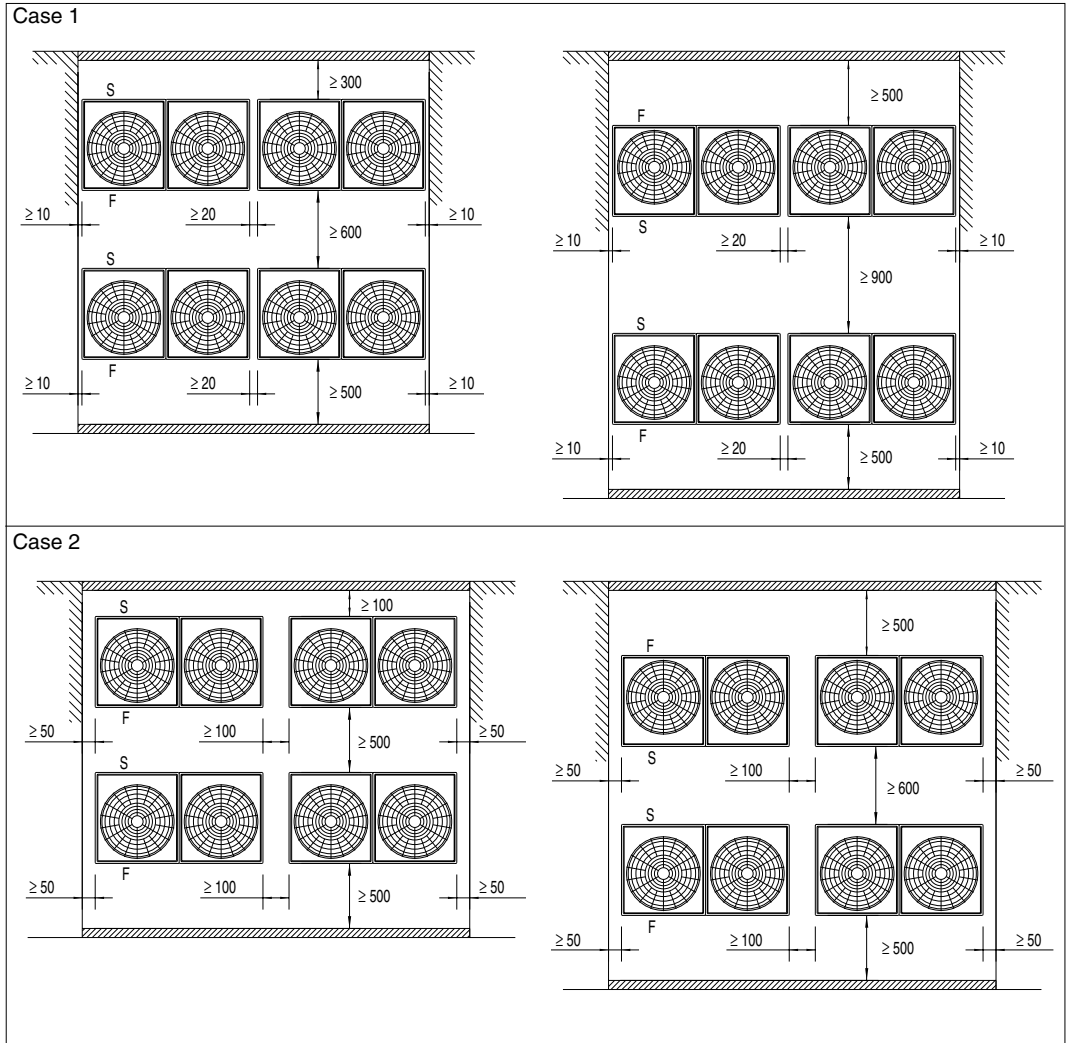 Case 1
S
≥ 300
F
≥ 10
≥ 20
≥ 10
≥ 600
S
F
≥ 10
≥ 20
≥ 500
≥ 10
≥ 500
F
S
≥ 10
≥ 20
≥ 10
≥ 900
S
F
≥ 10
≥ 20
≥ 500
≥ 10
Case 2
S
≥ 100
F
≥ 50
≥ 100
≥ 50
≥ 500
S
F
≥ 50
≥ 100
≥ 500
≥ 50
≥ 500
F
S
≥ 50
≥ 100
≥ 50
≥ 600
S
F
≥ 50
≥ 100
≥ 500
≥ 50